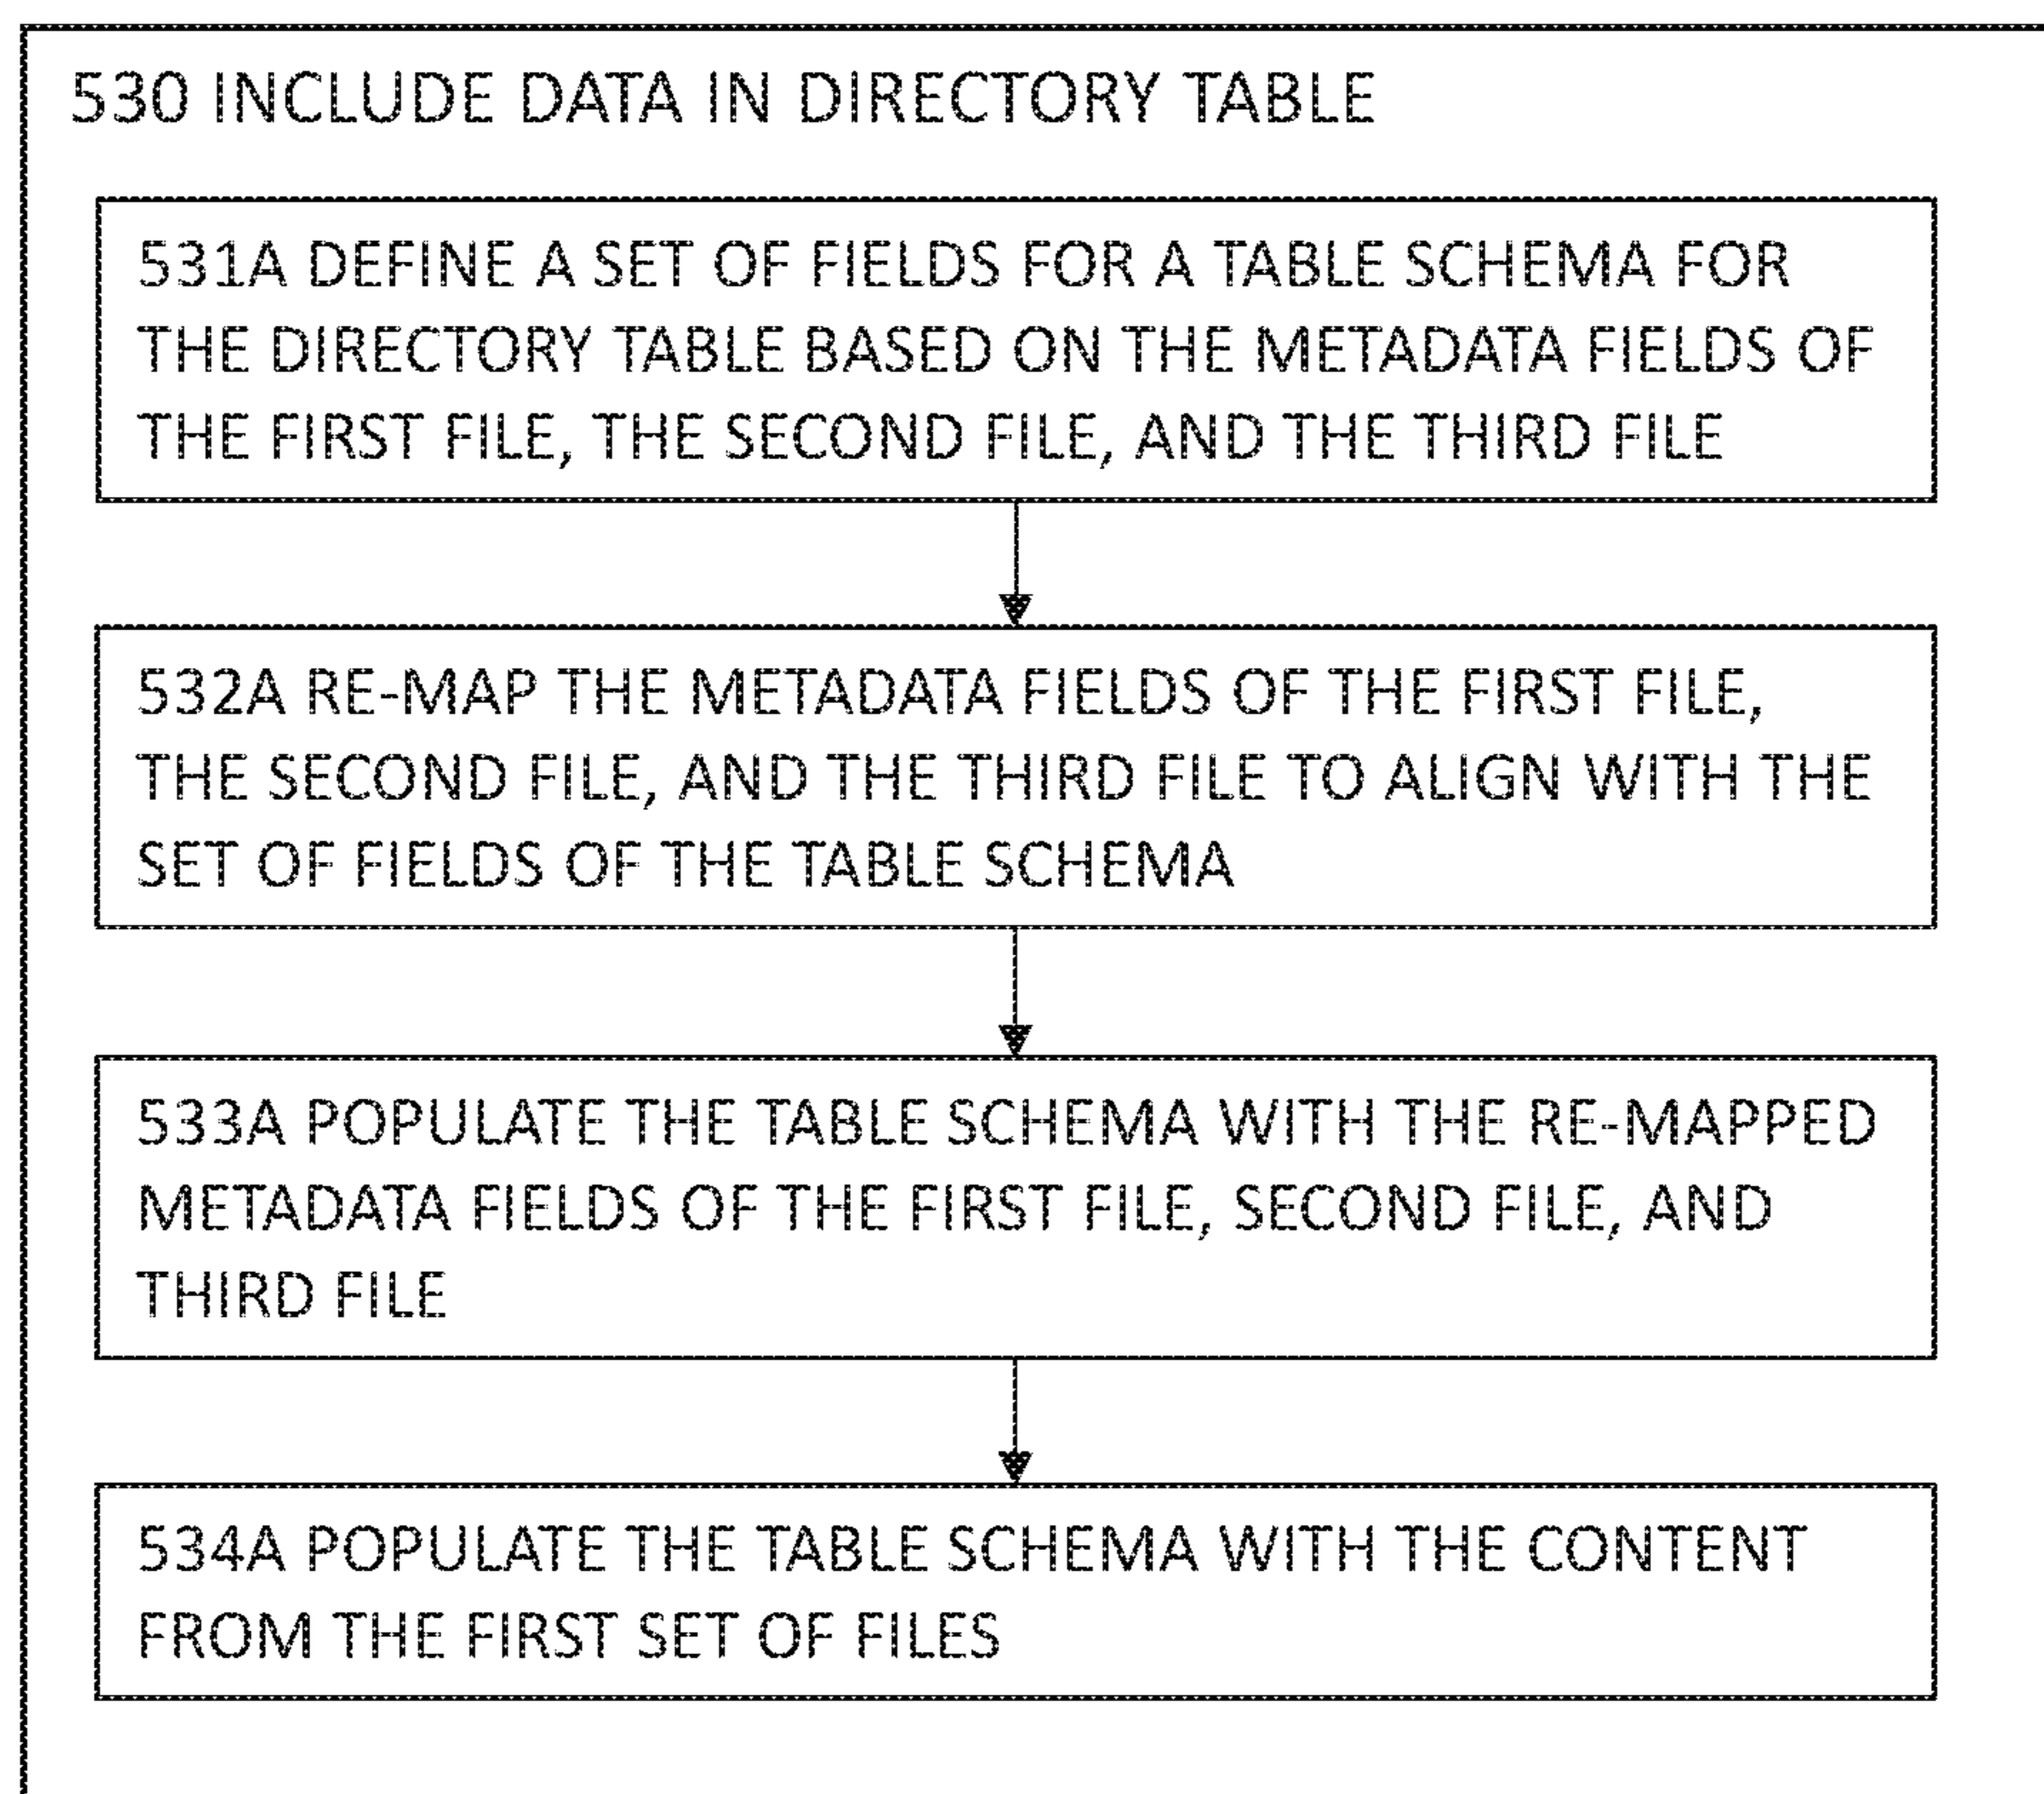 530 INCLUDE DATA IN DIRECTORY TABLE
531A DEFINE A SET OF FIELDS FOR A TABLE SCHEMA FOR
THE DIRECTORY TABLE BASED ON THE METADATA FIELDS OF
THE FIRST FILE, THE SECOND FILE, AND THE THIRD FILE
532A RE-MAP THE METADATA FIELDS OF THE FIRST FILE,
THE SECOND FILE, AND THE THIRD FILE TO ALIGN WITH THE
SET OF FIELDS OF THE TABLE SCHEMA
533A POPULATE THE TABLE SCHEMA WITH THE RE-MAPPED
METADATA FIELDS OF THE FIRST FILE, SECOND FILE, AND
THIRD FILE
534A POPULATE THE TABLE SCHEMA WITH THE CONTENT
FROM THE FIRST SET OF FILES